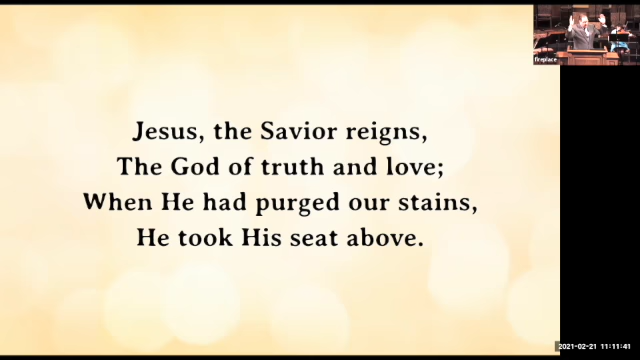 fireplace
Jesus, the Savior reigns,
The God of truth and love;
When He had purged our stains,
He took His seat above.
2021-02-21 11:11:41